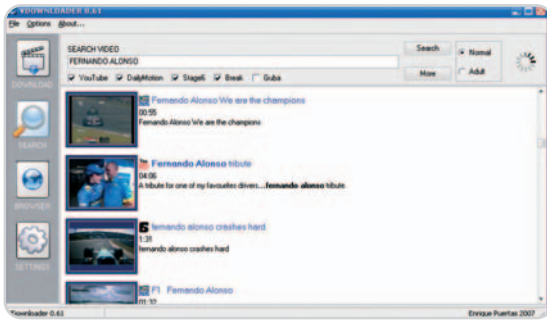 VDOWNLOADER 0.61
File Options About...
SEARCH VIDEO
FERNANDO ALONSO
Search
More
Normal
Adult
YouTube DailyMotion Stage6 Break Guba
DOWNLOAD
SEARCH
BROWSER
SETTINGS
Fernando Alonso We are the champions
00:55
Fernando Alonso We are the champions
Fernando Alonso tribute
04:06
A tribute for one of my favourites drivers...fernando alonso tribute.
fernando alonso crashes hard
1:31
fernando alonso crashes hard
F1 Fernando Alonso
01:32
VDownloader 0.61
Enrique Puertas 2007